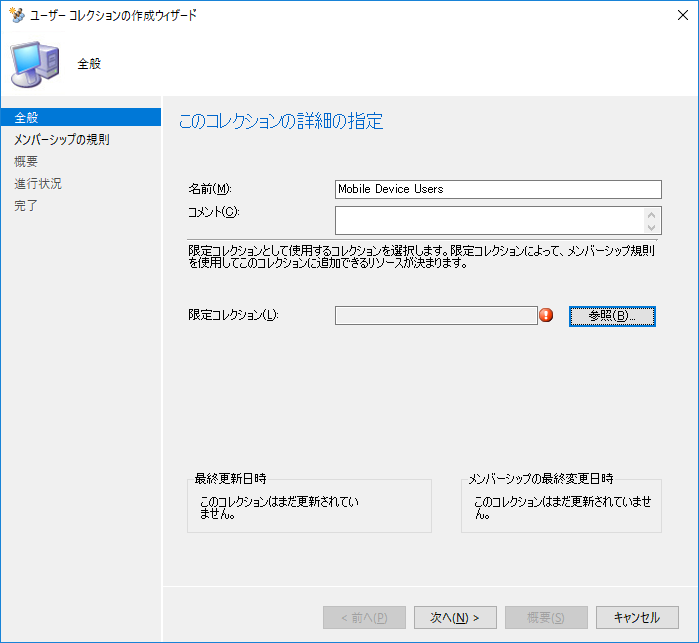 ユーザー コレクションの作成ウィザード
全般
全般
メンバーシップの規則
概要
進行状況
完了
このコレクションの詳細の指定
名前(M):
Mobile Device Users
コメント(C):
限定コレクションとして使用するコレクションを選択します。限定コレクションによって、メンバーシップ規則
を使用してこのコレクションに追加できるリソースが決まります。
限定コレクション(L):
参照(B)...
最終更新日時
このコレクションはまだ更新されてい
ません。
メンバーシップの最終変更日時
このコレクションはまだ更新されていませ
ん。
< 前へ(P)
次へ(N) >
概要(S)
キャンセル